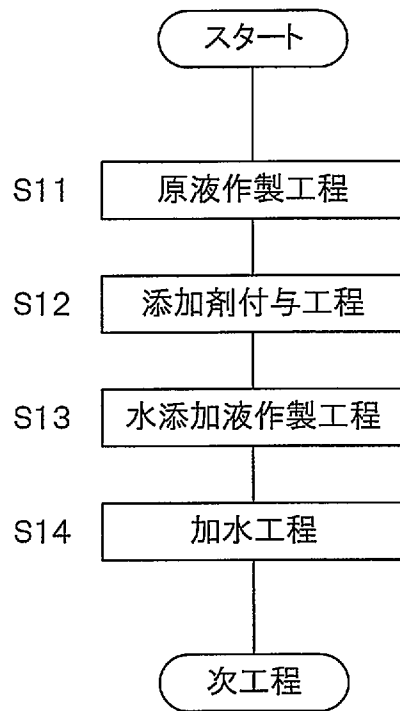 スタート
S11 原液作製工程
S12 添加剤付与工程
S13 水添加液作製工程
S14 加水工程
次工程